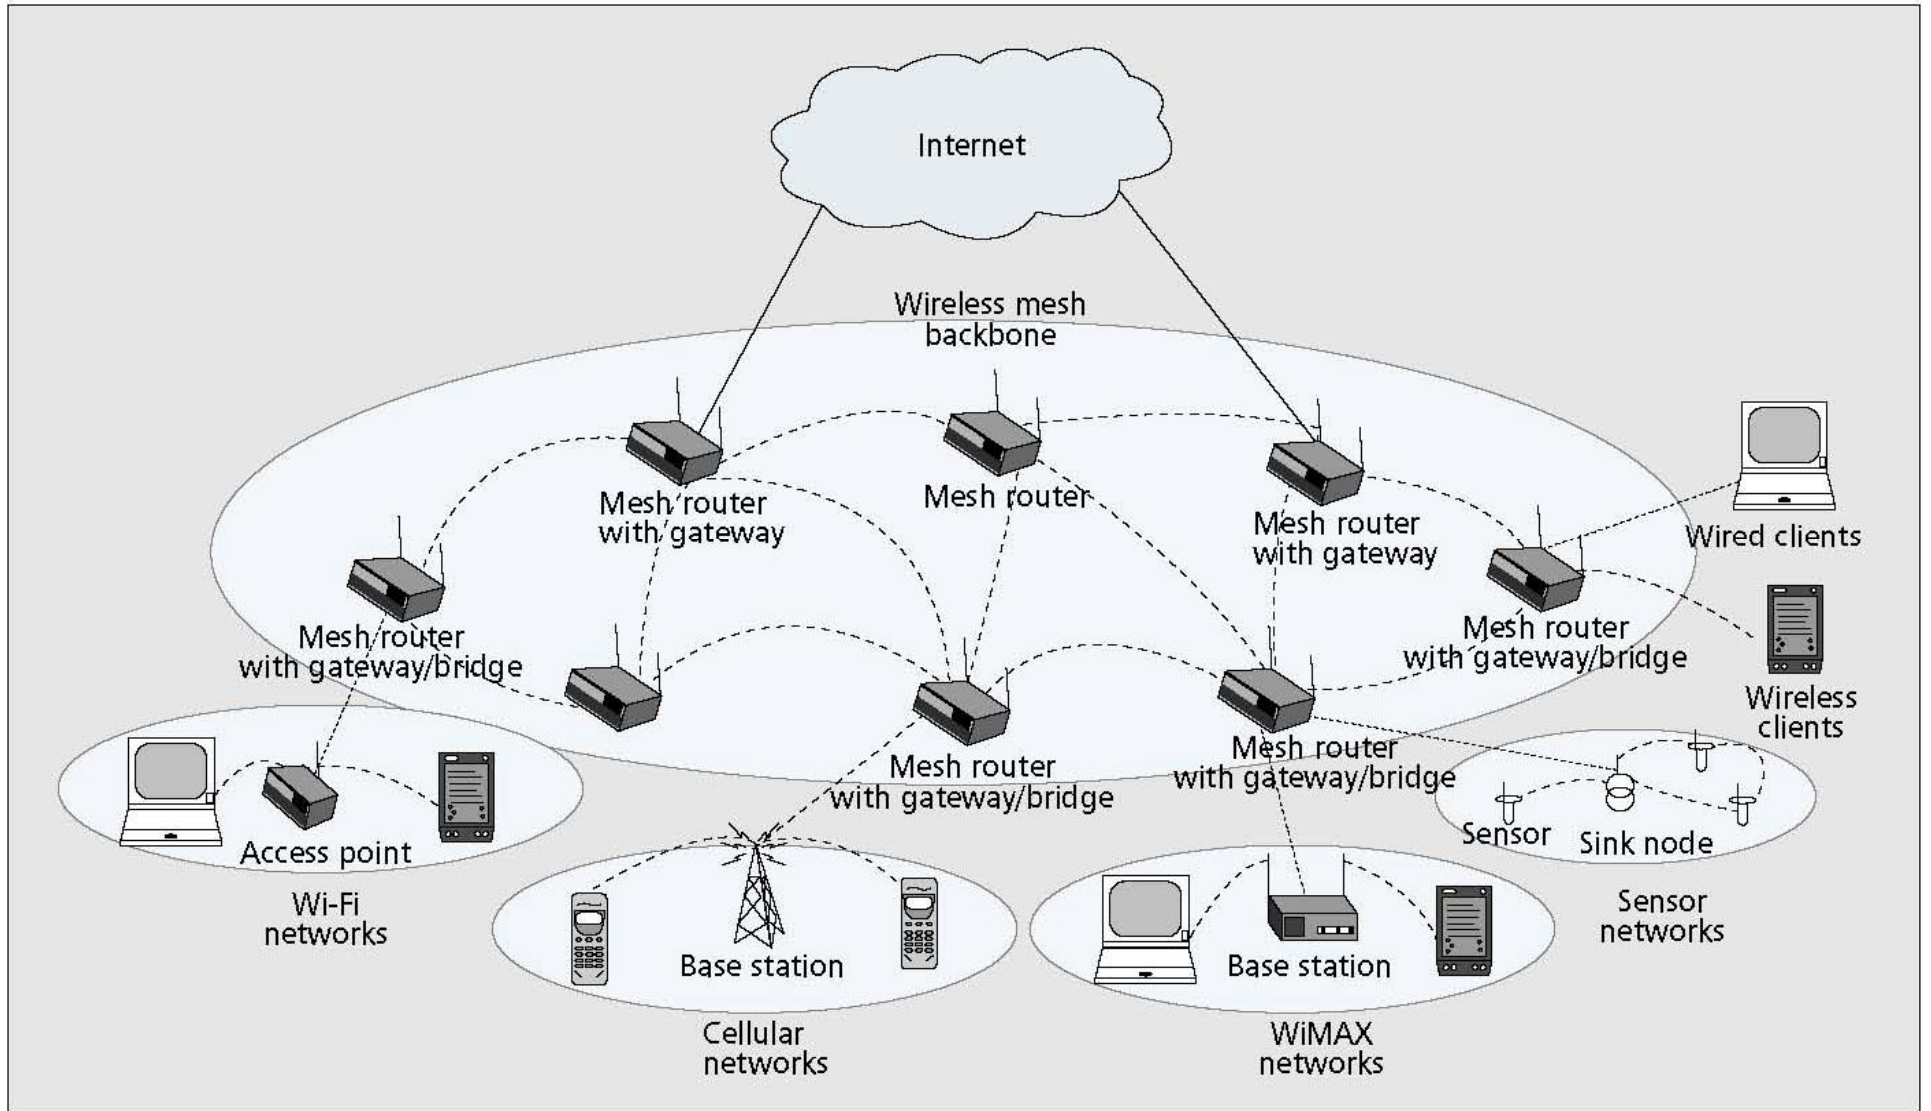 Internet
Wireless mesh
backbone
Mesh router
with gateway
Mesh router
Mesh router
with gateway
Wired clients
Mesh router
with gateway/bridge
Mesh router
with gateway/bridge
Wireless
clients
Mesh router
with gateway/bridge
Mesh router
with gateway/bridge
Access point
Wi-Fi
networks
Sensor
Sink node
Sensor
networks
Base station
Cellular
networks
Base station
WiMAX
networks